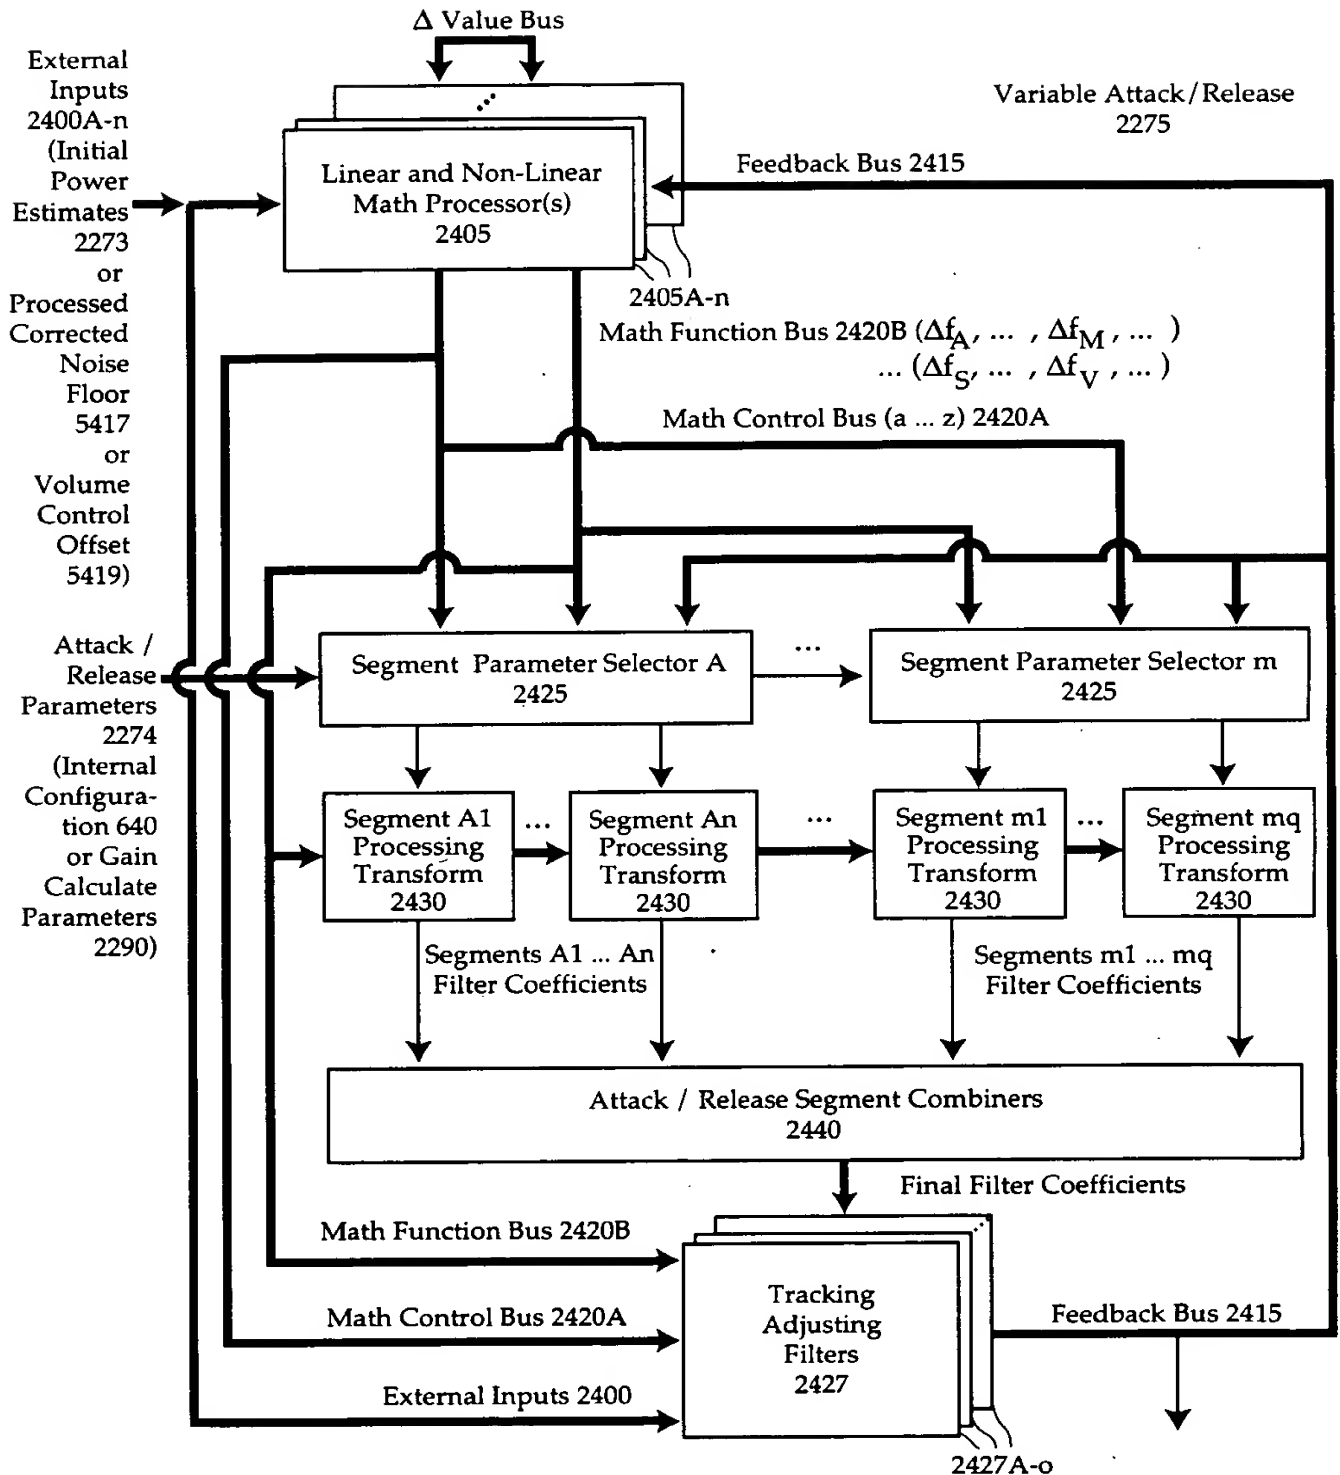 Δ Value Bus
External
Inputs
2400A-n
(Initial
Power
Estimates
2273
or
Processed
Corrected
Noise
Floor
5417
or
Volume
Control
Offset
5419)
Variable Attack/Release
2275
Linear and Non-Linear
Math Processor(s)
2405
Feedback Bus 2415
2405A-n
Math Function Bus 2420B (Δf_A, ... , Δf_M, ... )
... (Δf_S, ... , Δf_V, ... )
Math Control Bus (a ... z) 2420A
Attack /
Release
Parameters
2274
(Internal
Configura-
tion 640
or Gain
Calculate
Parameters
2290)
Segment Parameter Selector A
2425
...
Segment Parameter Selector m
2425
Segment A1
Processing
Transform
2430
...
Segment An
Processing
Transform
2430
...
Segment m1
Processing
Transform
2430
...
Segment mq
Processing
Transform
2430
Segments A1 ... An
Filter Coefficients
Segments m1 ... mq
Filter Coefficients
Attack / Release Segment Combiners
2440
Final Filter Coefficients
Math Function Bus 2420B
Math Control Bus 2420A
External Inputs 2400
Tracking
Adjusting
Filters
2427
Feedback Bus 2415
2427A-o